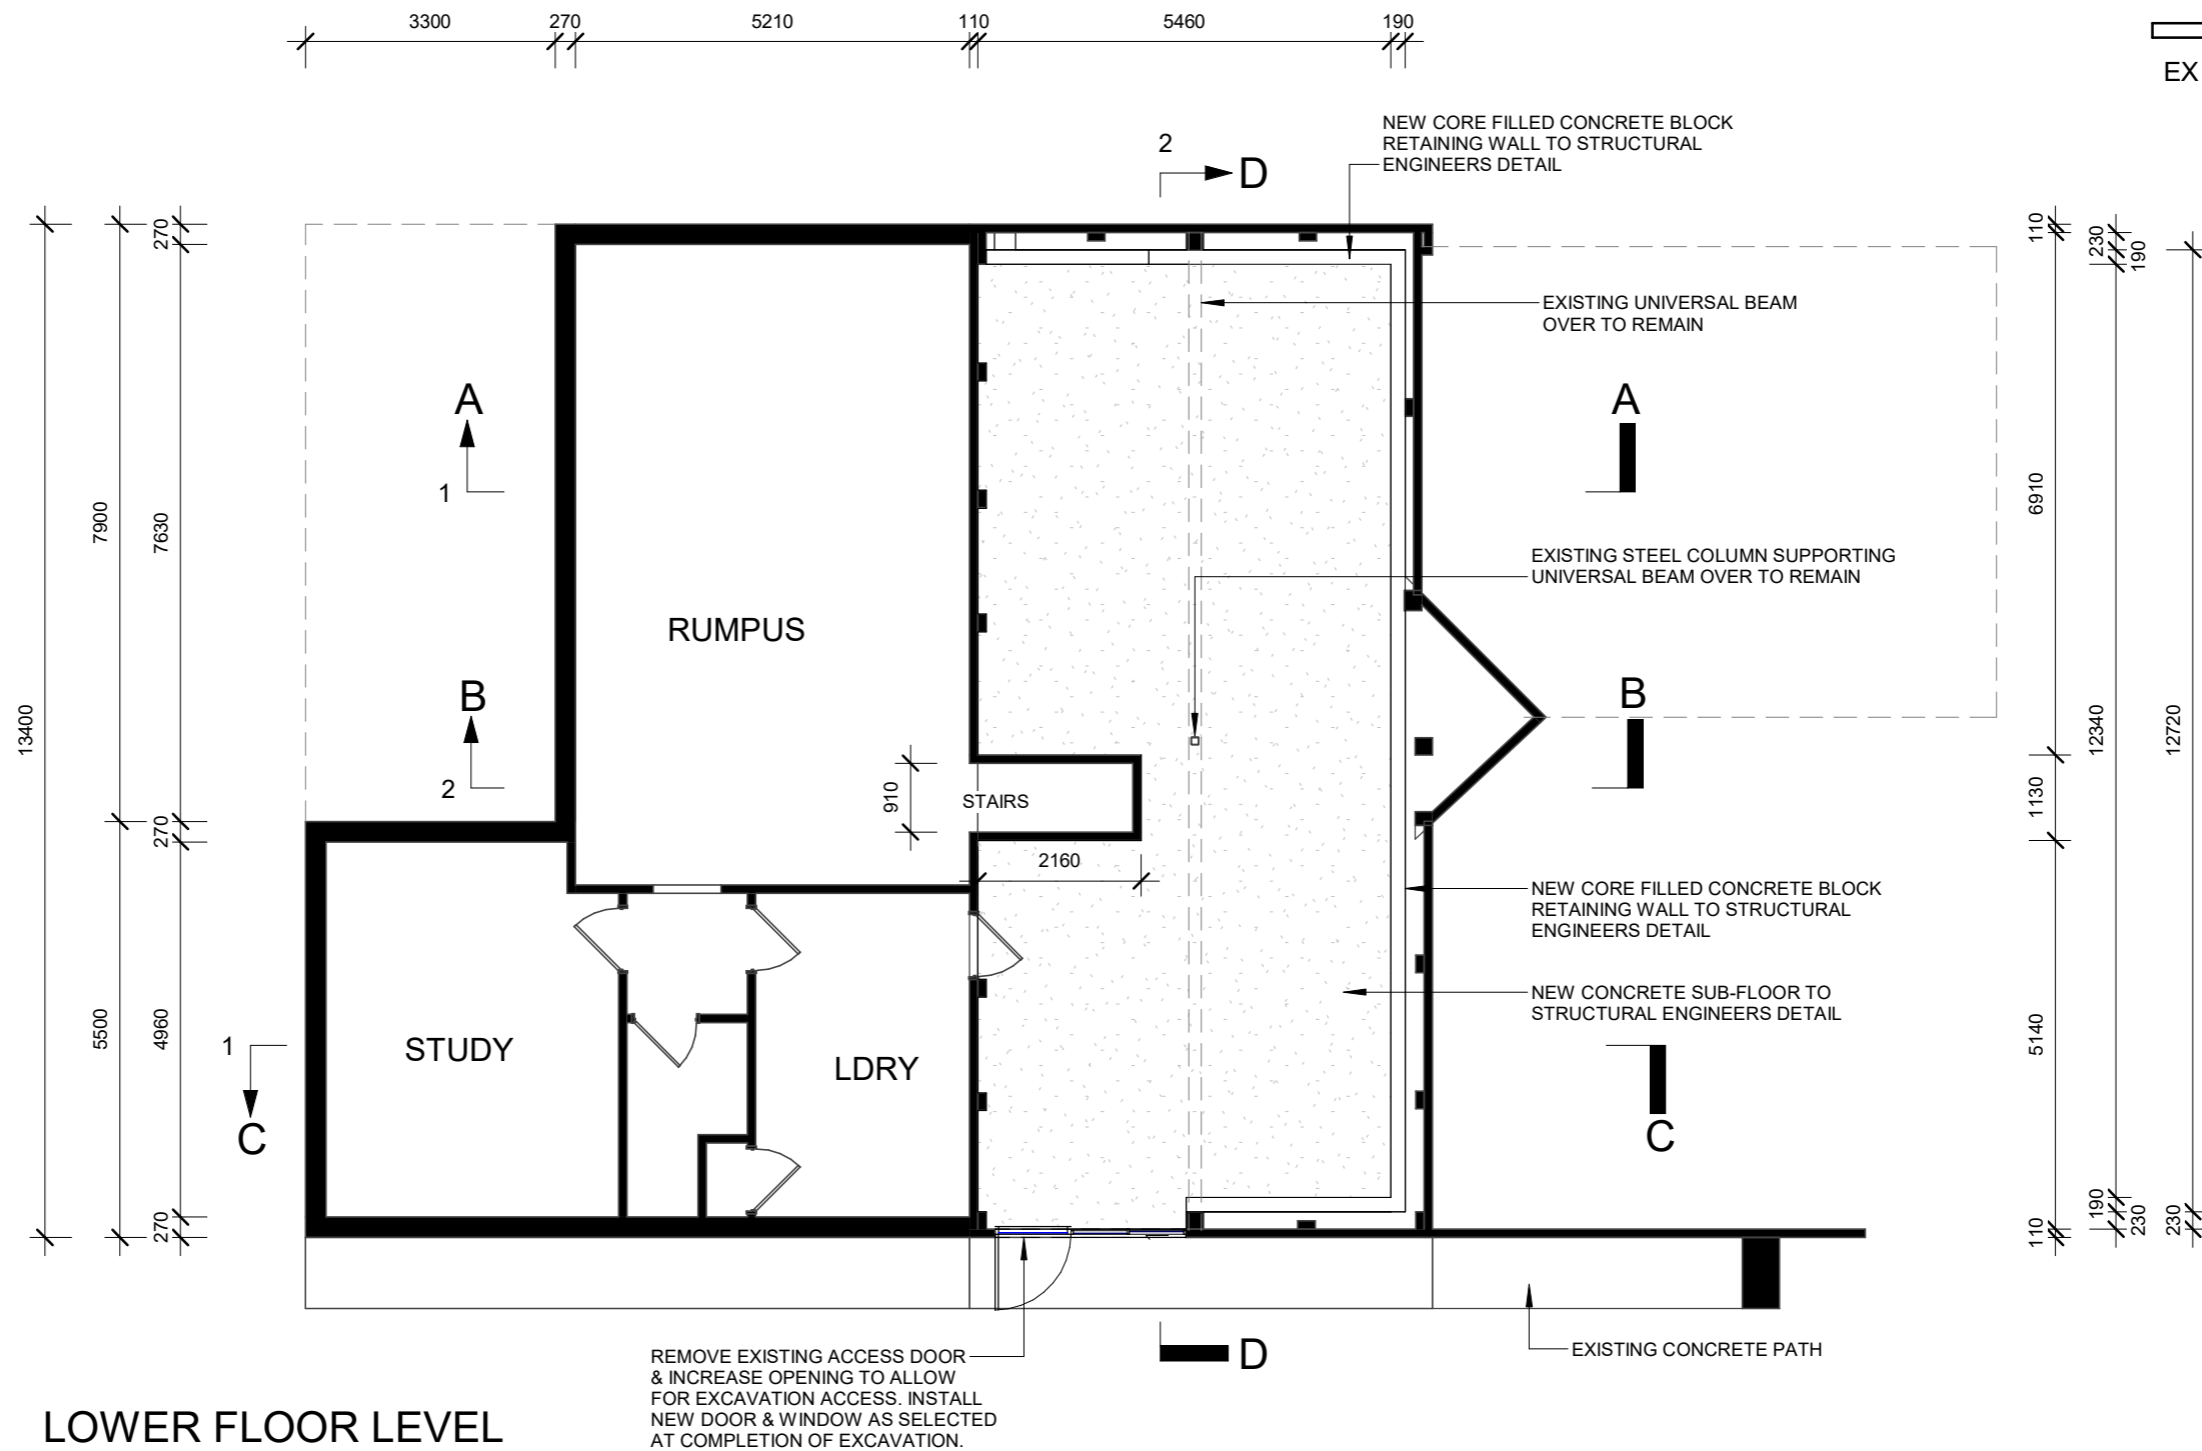 3300 270 5210 110 5460 190
EX
NEW CORE FILLED CONCRETE BLOCK
RETAINING WALL TO STRUCTURAL
ENGINEERS DETAIL
2
D
270
110
230
190
EXISTING UNIVERSAL BEAM
OVER TO REMAIN
A
A
1
7900
7630
6910
EXISTING STEEL COLUMN SUPPORTING
UNIVERSAL BEAM OVER TO REMAIN
RUMPUS
B
B
13400
12340
12720
2
910
STAIRS
1130
270
2160
NEW CORE FILLED CONCRETE BLOCK
RETAINING WALL TO STRUCTURAL
ENGINEERS DETAIL
NEW CONCRETE SUB-FLOOR TO
STRUCTURAL ENGINEERS DETAIL
5500
4960
1
STUDY
LDRY
5140
C
C
270
110
190
230
230
REMOVE EXISTING ACCESS DOOR
& INCREASE OPENING TO ALLOW
FOR EXCAVATION ACCESS. INSTALL
NEW DOOR & WINDOW AS SELECTED
AT COMPLETION OF EXCAVATION.
D
EXISTING CONCRETE PATH
LOWER FLOOR LEVEL